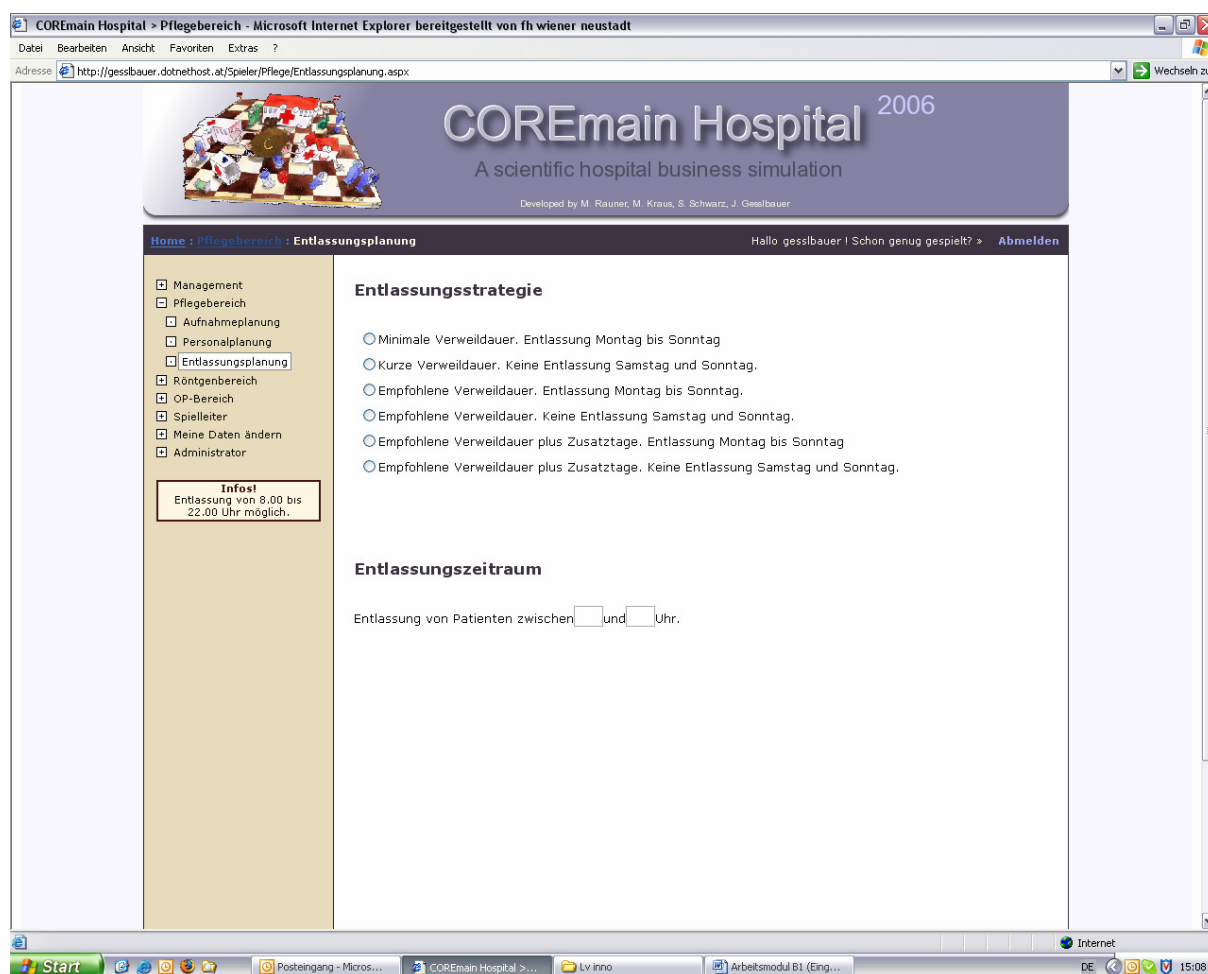 COREmain Hospital > Pflegebereich - Microsoft Internet Explorer bereitgestellt von fh wiener neustadt
Datei Bearbeiten Ansicht Favoriten Extras ?
Adresse http://gesslbauer.dotnethost.at/Spieler/Pflege/Entlassungsplanung.aspx Wechseln zu
COREmain Hospital 2006
A scientific hospital business simulation
Developed by M. Rauner, M. Kraus, S. Schwarz, J. Gesslbauer
Home : Pflegebereich : Entlassungsplanung Hallo gesslbauer ! Schon genug gespielt? » Abmelden
Management
Pflegebereich
Aufnahmeplanung
Personalplanung
Entlassungsplanung
Röntgenbereich
OP-Bereich
Spielleiter
Meine Daten ändern
Administrator
Infos!
Entlassung von 8.00 bis
22.00 Uhr möglich.
Entlassungsstrategie
Minimale Verweildauer. Entlassung Montag bis Sonntag
Kurze Verweildauer. Keine Entlassung Samstag und Sonntag.
Empfohlene Verweildauer. Entlassung Montag bis Sonntag.
Empfohlene Verweildauer. Keine Entlassung Samstag und Sonntag.
Empfohlene Verweildauer plus Zusatztage. Entlassung Montag bis Sonntag
Empfohlene Verweildauer plus Zusatztage. Keine Entlassung Samstag und Sonntag.
Entlassungszeitraum
Entlassung von Patienten zwischen und Uhr.
Internet
Start Posteingang - Micros... COREmain Hospital >... Lv inno Arbeitsmodul B1 (Eing... DE 15:08